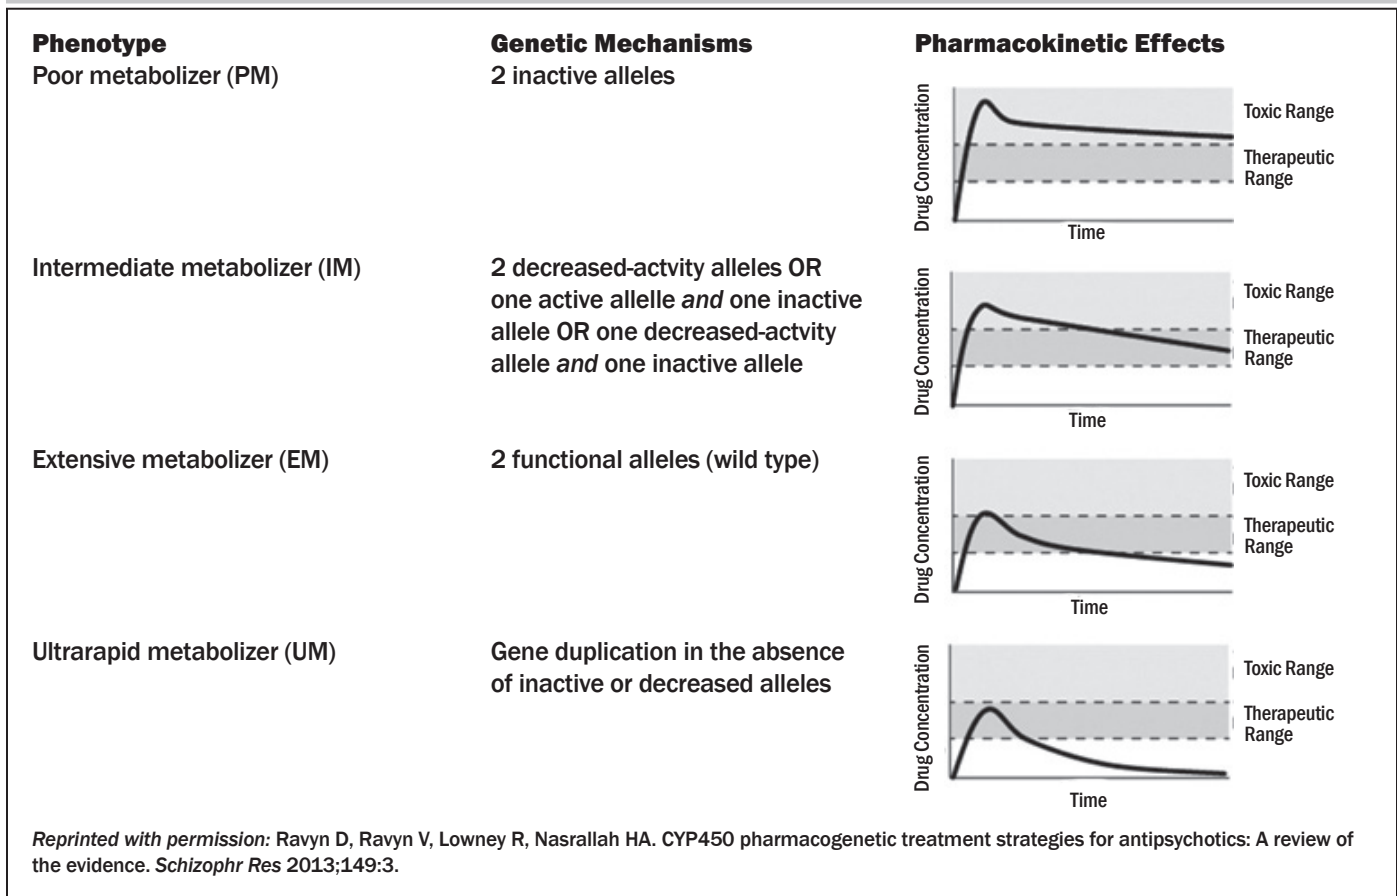 Phenotype
Genetic Mechanisms
Pharmacokinetic Effects
Poor metabolizer (PM)
2 inactive alleles
Drug Concentration
Toxic Range
Therapeutic
Range
Time
Intermediate metabolizer (IM)
2 decreased-actvity alleles OR
one active allelle and one inactive
allele OR one decreased-actvity
allele and one inactive allele
Drug Concentration
Toxic Range
Therapeutic
Range
Time
Extensive metabolizer (EM)
2 functional alleles (wild type)
Drug Concentration
Toxic Range
Therapeutic
Range
Time
Ultrarapid metabolizer (UM)
Gene duplication in the absence
of inactive or decreased alleles
Drug Concentration
Toxic Range
Therapeutic
Range
Time
Reprinted with permission: Ravyn D, Ravyn V, Lowney R, Nasrallah HA. CYP450 pharmacogenetic treatment strategies for antipsychotics: A review of
the evidence. Schizophr Res 2013;149:3.